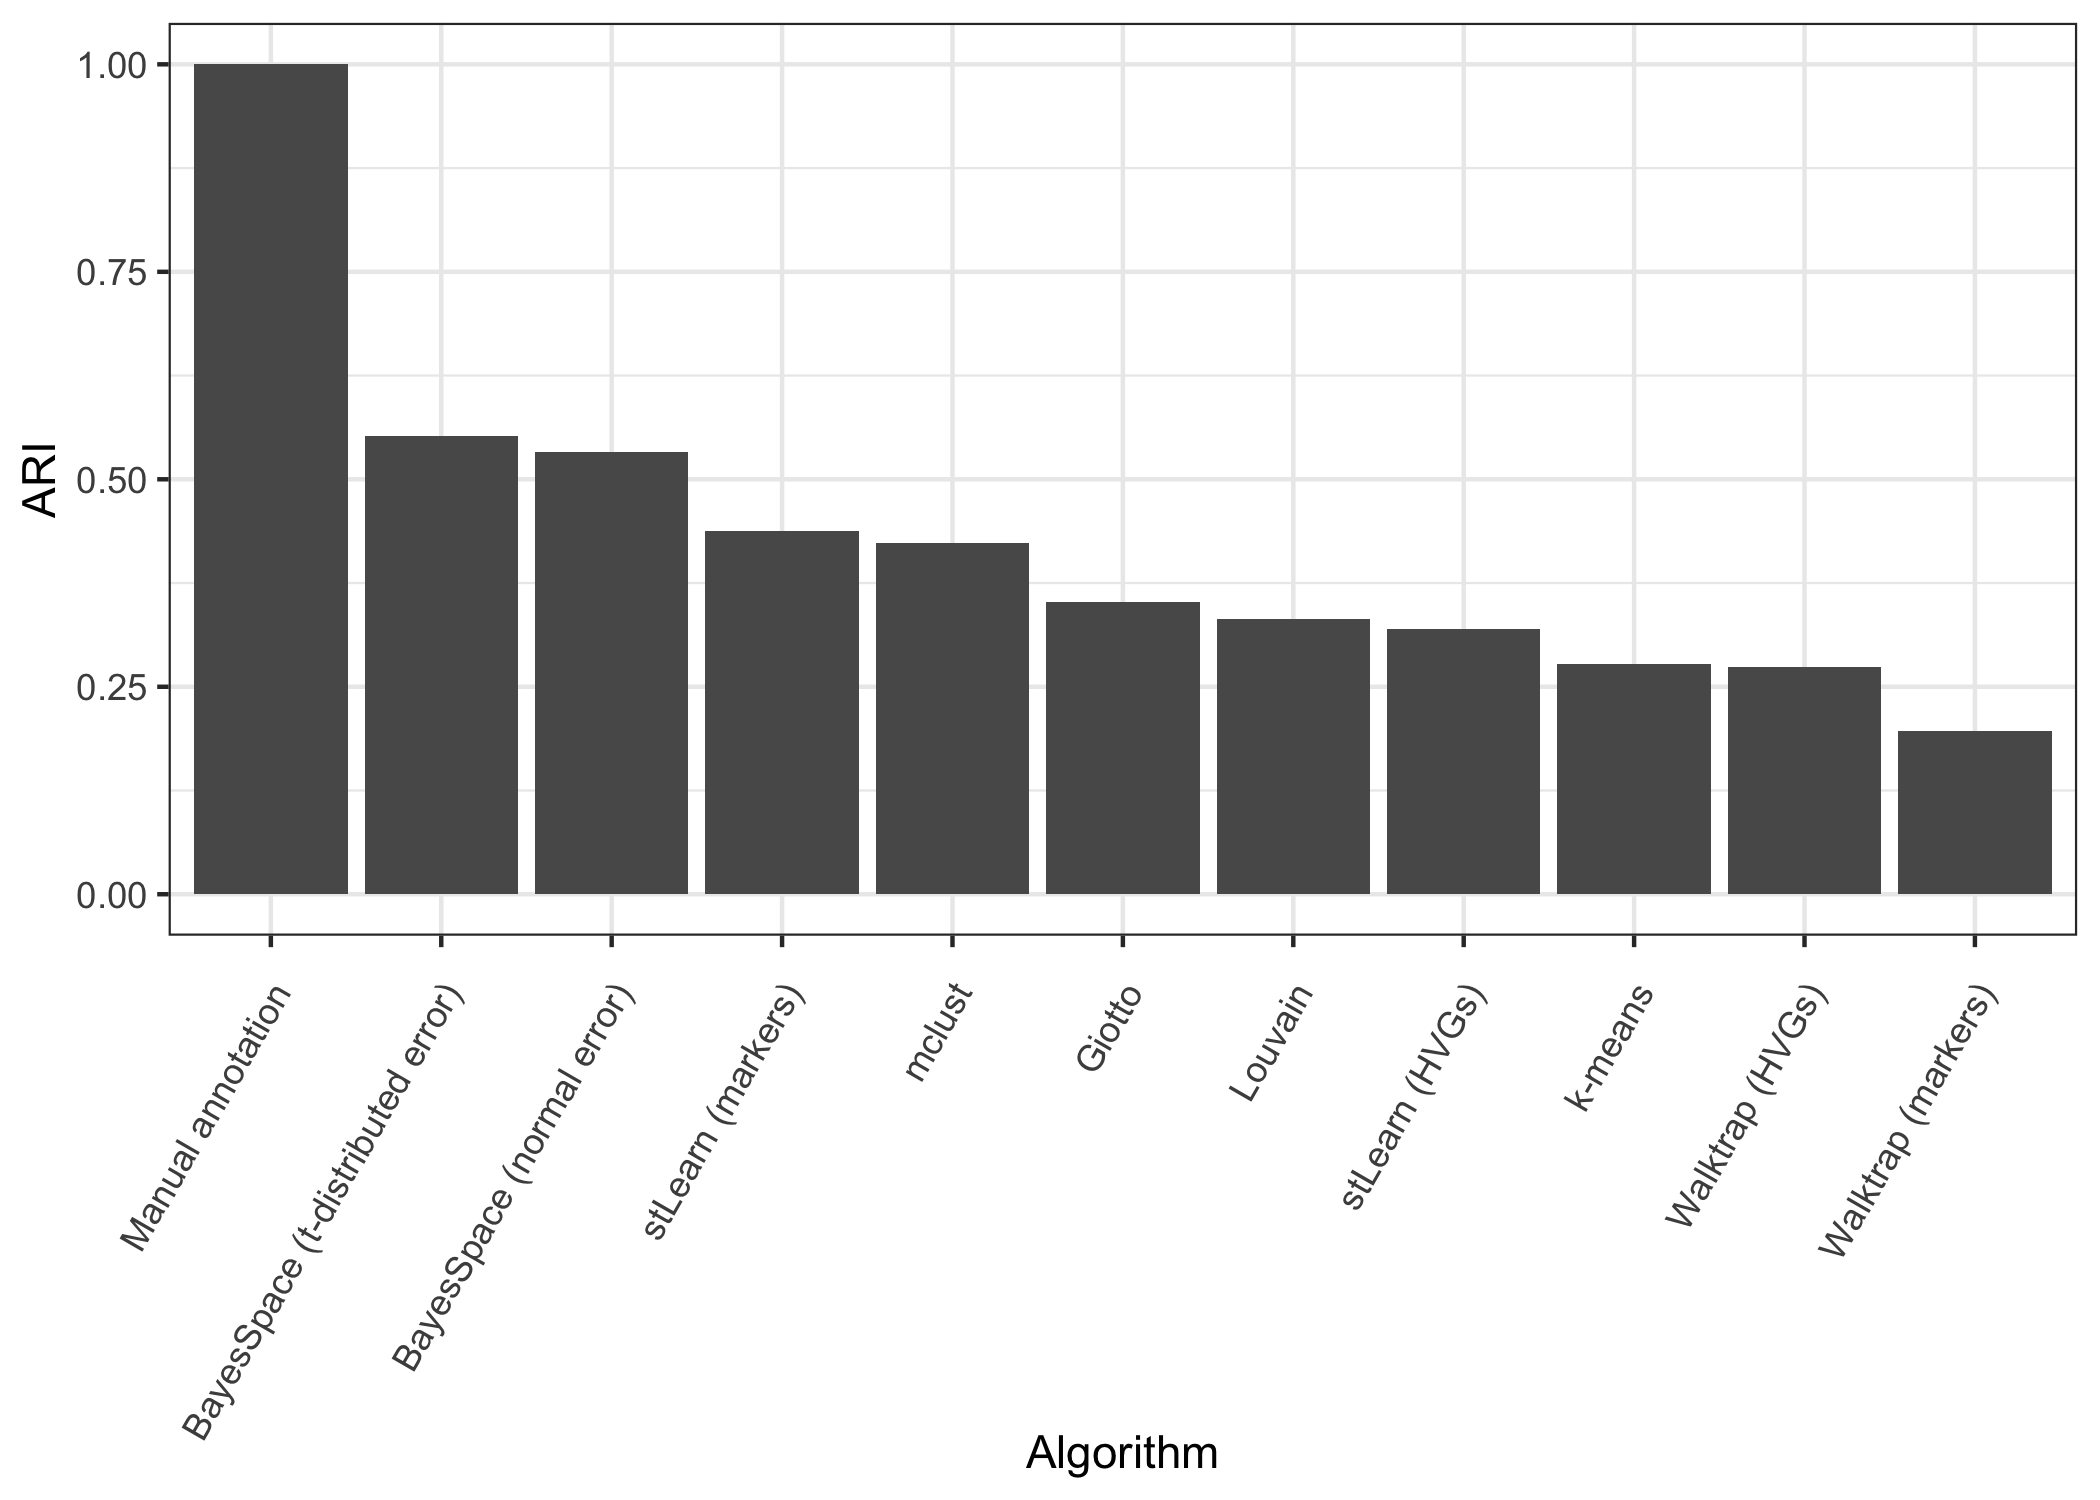 1.00
0.75
0.50
0.25
0.00
ARI
Manual annotation
BayesSpace (t-distributed error)
BayesSpace (normal error)
stLearn (markers)
mclust
Giotto
Louvain
stLearn (HVGs)
k-means
Walktrap (HVGs)
Walktrap (markers)
Algorithm